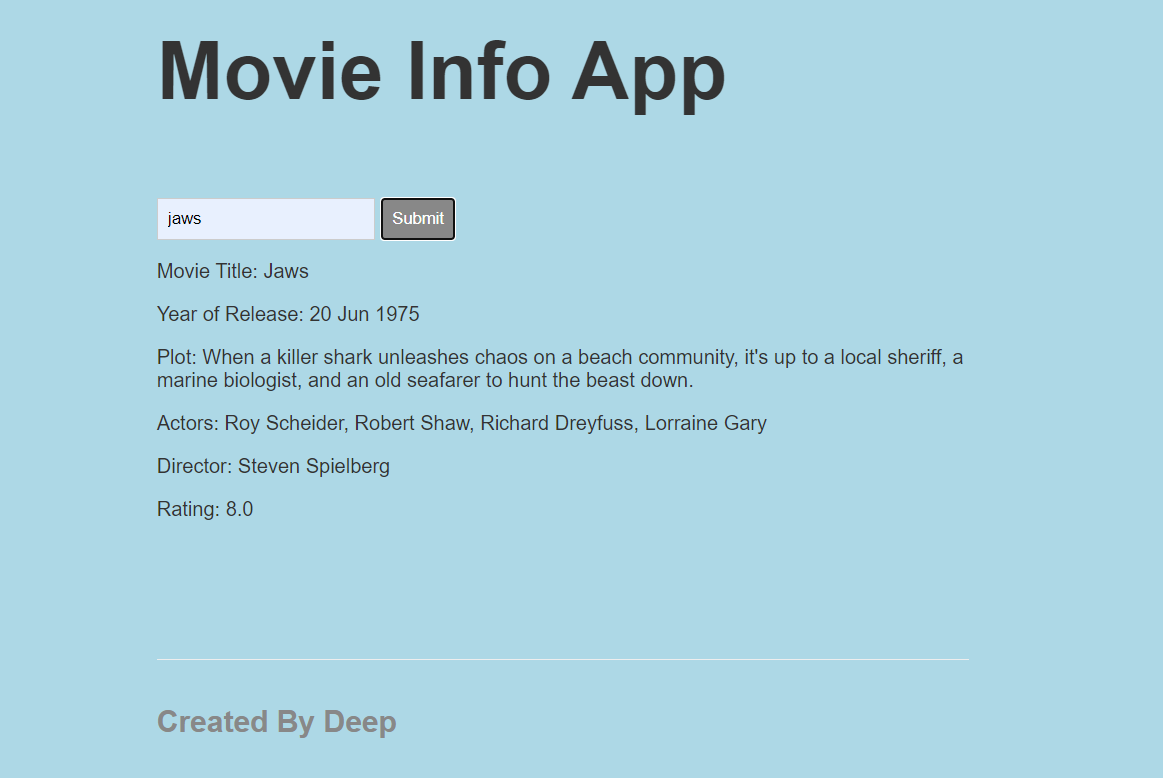 Movie Info App
jaws
Submit
Movie Title: Jaws
Year of Release: 20 Jun 1975
Plot: When a killer shark unleashes chaos on a beach community, it's up to a local sheriff, a
marine biologist, and an old seafarer to hunt the beast down.
Actors: Roy Scheider, Robert Shaw, Richard Dreyfuss, Lorraine Gary
Director: Steven Spielberg
Rating: 8.0
Created By Deep